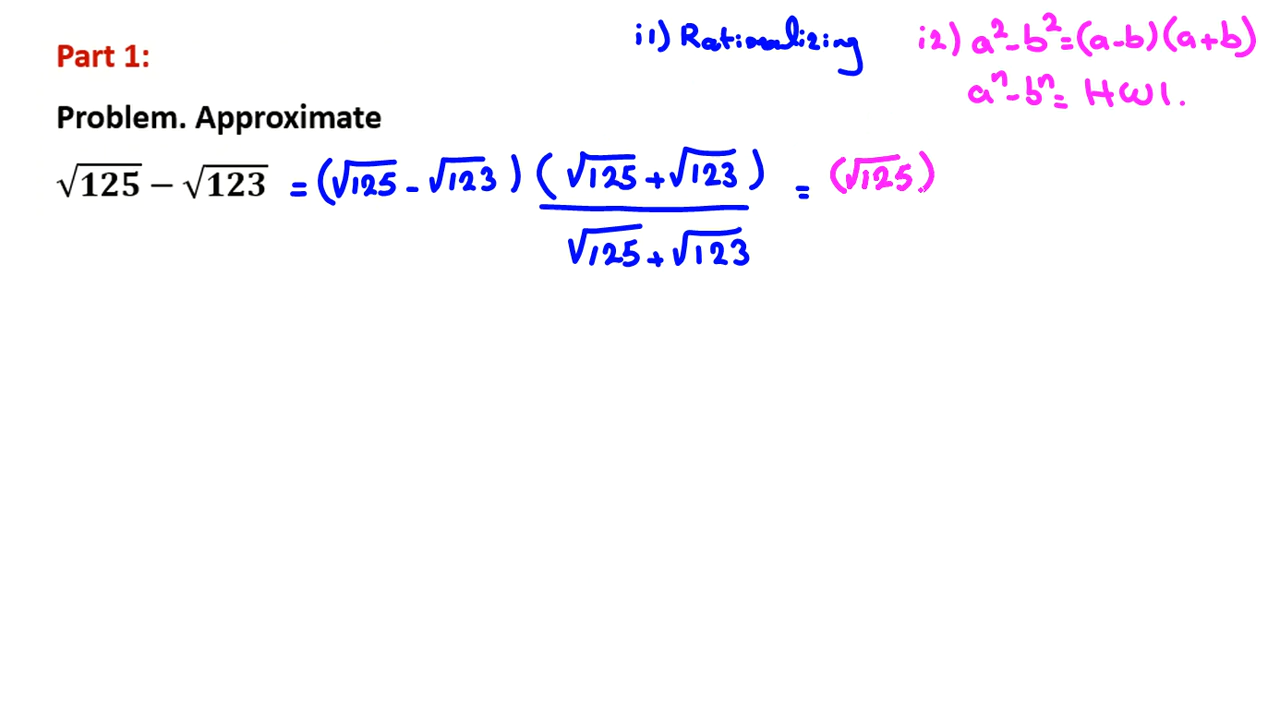 i1) Rationalizing i2) a² - b² = (a-b)(a+b)
Part 1:
aⁿ - bⁿ = HW1.
Problem. Approximate
√125 − √123 = (√125 - √123) (√125 + √123) = (√125)
√125 + √123